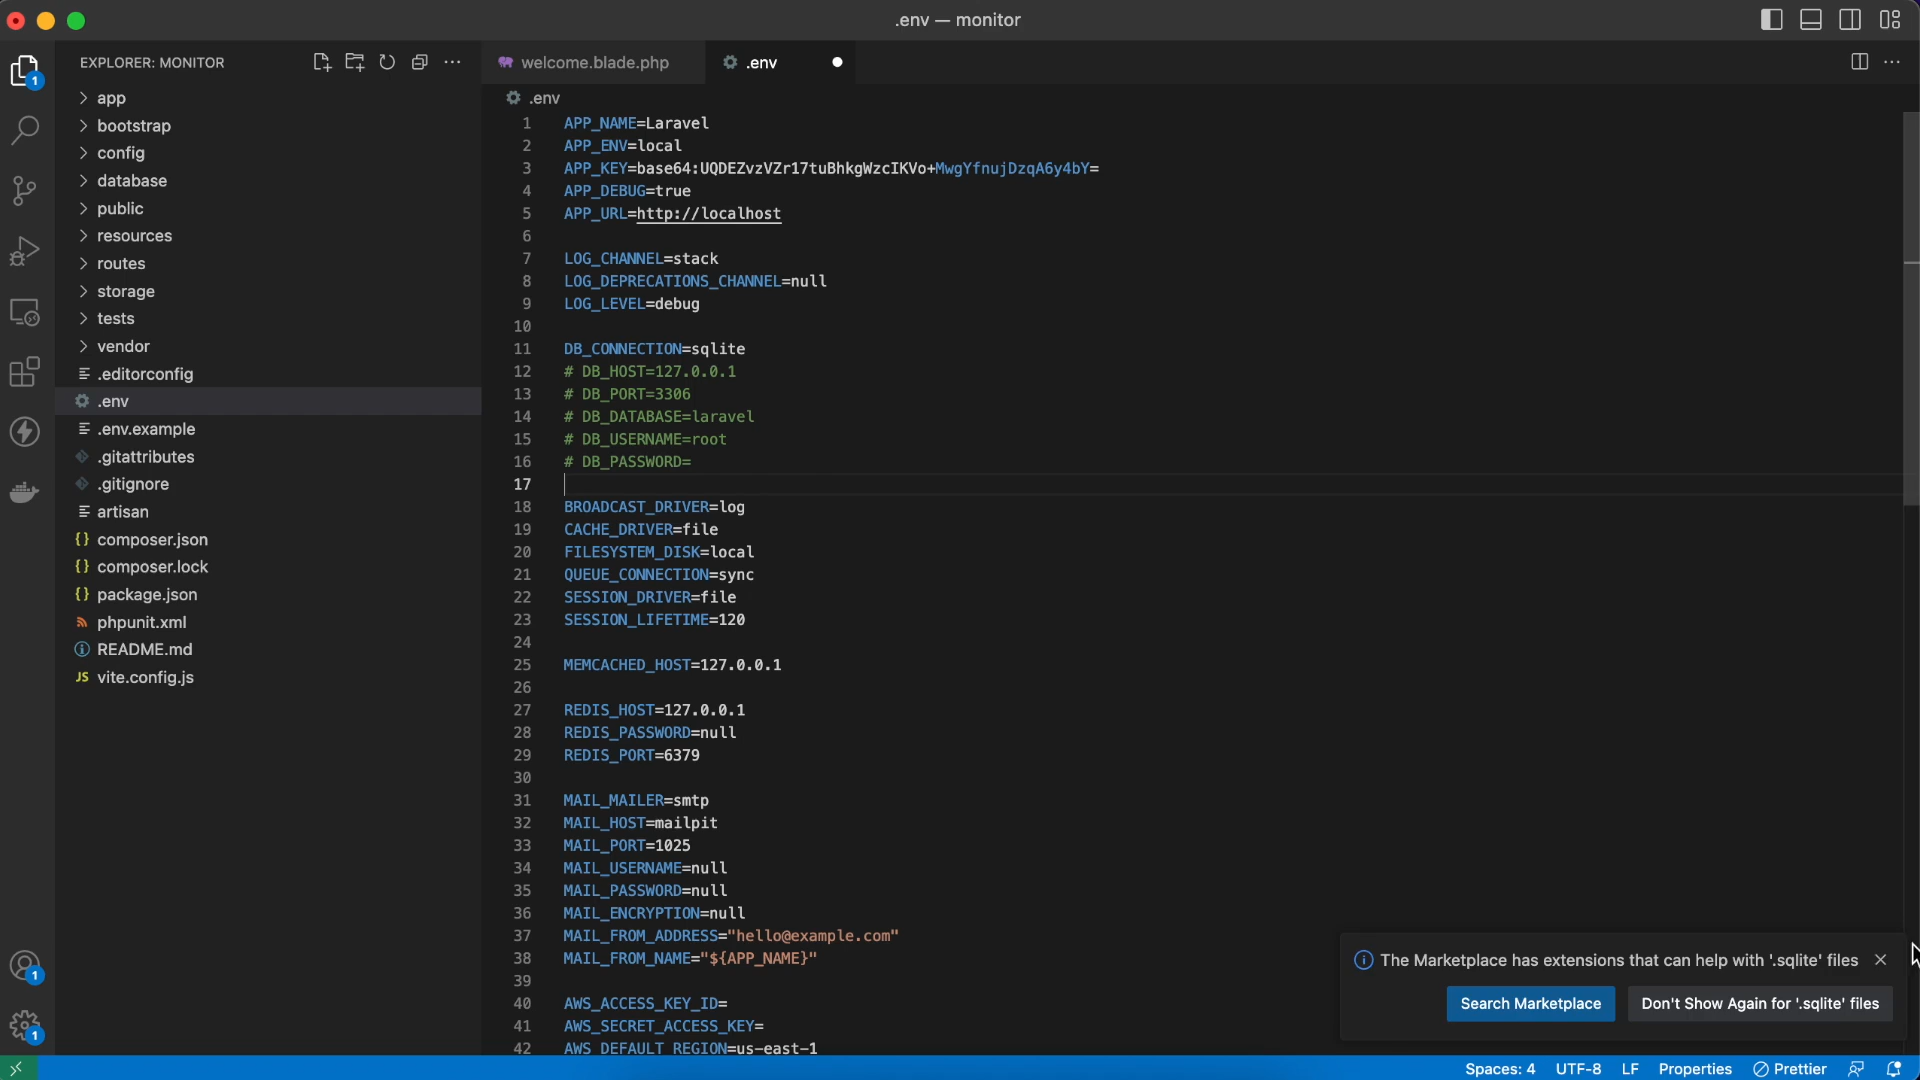 .env — monitor
EXPLORER: MONITOR
welcome.blade.php
.env
1
app
bootstrap
config
database
public
resources
routes
storage
tests
vendor
.editorconfig
.env
.env.example
.gitattributes
.gitignore
artisan
{} composer.json
{} composer.lock
{} package.json
phpunit.xml
README.md
JS vite.config.js
1
1
.env
1 APP_NAME=Laravel
2 APP_ENV=local
3 APP_KEY=base64:UQDEZvzVZr17tuBhkgWzcIKVo+MwgYfnujDzqA6y4bY=
4 APP_DEBUG=true
5 APP_URL=http://localhost
6
7 LOG_CHANNEL=stack
8 LOG_DEPRECATIONS_CHANNEL=null
9 LOG_LEVEL=debug
10
11 DB_CONNECTION=sqlite
12 # DB_HOST=127.0.0.1
13 # DB_PORT=3306
14 # DB_DATABASE=laravel
15 # DB_USERNAME=root
16 # DB_PASSWORD=
17
18 BROADCAST_DRIVER=log
19 CACHE_DRIVER=file
20 FILESYSTEM_DISK=local
21 QUEUE_CONNECTION=sync
22 SESSION_DRIVER=file
23 SESSION_LIFETIME=120
24
25 MEMCACHED_HOST=127.0.0.1
26
27 REDIS_HOST=127.0.0.1
28 REDIS_PASSWORD=null
29 REDIS_PORT=6379
30
31 MAIL_MAILER=smtp
32 MAIL_HOST=mailpit
33 MAIL_PORT=1025
34 MAIL_USERNAME=null
35 MAIL_PASSWORD=null
36 MAIL_ENCRYPTION=null
37 MAIL_FROM_ADDRESS="hello@example.com"
38 MAIL_FROM_NAME="${APP_NAME}"
39
40 AWS_ACCESS_KEY_ID=
41 AWS_SECRET_ACCESS_KEY=
42 AWS_DEFAULT_REGION=us-east-1
The Marketplace has extensions that can help with '.sqlite' files
Search Marketplace
Don't Show Again for '.sqlite' files
Spaces: 4 UTF-8 LF Properties Prettier